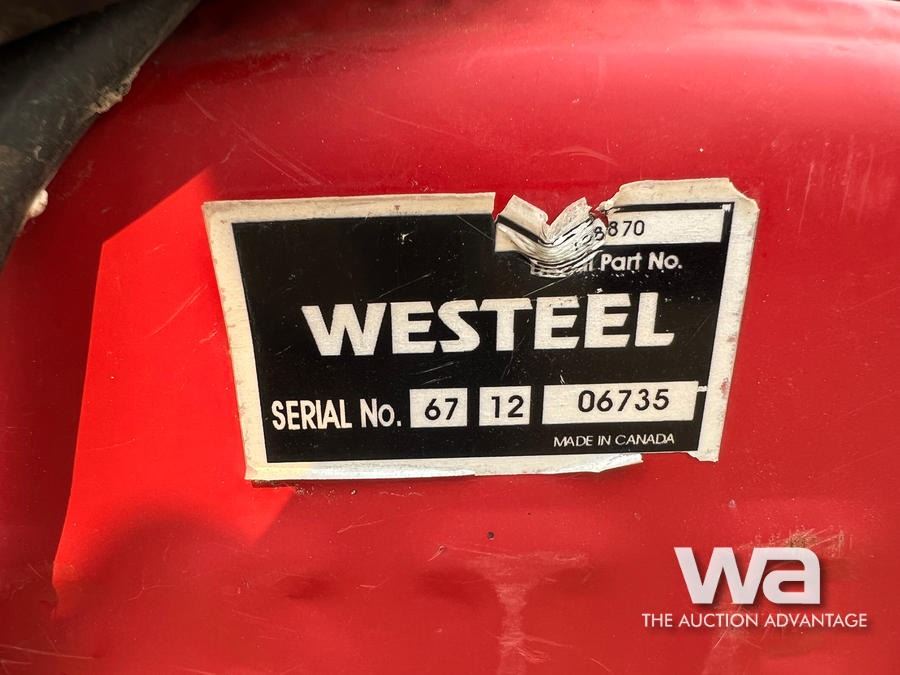 8870
Part No.
WESTEEL
SERIAL No. 67 12 06735
MADE IN CANADA
wa
THE AUCTION ADVANTAGE